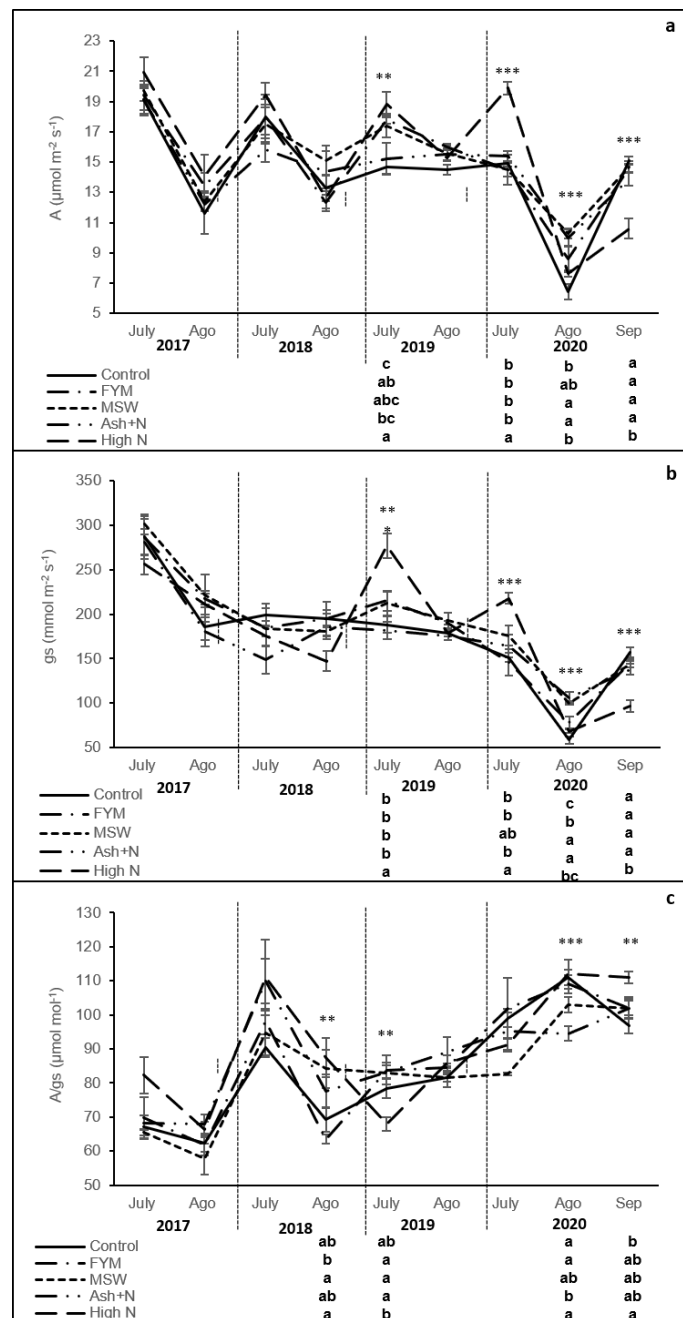 a
23
21
19
17
15
13
11
9
7
5
A (µmol m⁻² s⁻¹)
** *** *** ***
July Ago July Ago July Ago July Ago Sep
2017 2018 2019 2020
Control c b b a
FYM ab b ab a
MSW abc b a a
Ash+N bc b a a
High N a a b b
b
350
300
250
200
150
100
50
gs (mmol m⁻² s⁻¹)
**
*
*** *** ***
July Ago July Ago July Ago July Ago Sep
2017 2018 2019 2020
Control b b c a
FYM b b b a
MSW b ab a a
Ash+N b b a a
High N a a bc b
c
130
120
110
100
90
80
70
60
50
A/gs (µmol mol⁻¹)
** ** *** **
July Ago July Ago July Ago July Ago Sep
2017 2018 2019 2020
Control ab ab a b
FYM b a a ab
MSW a a ab ab
Ash+N ab a b ab
High N a b a a